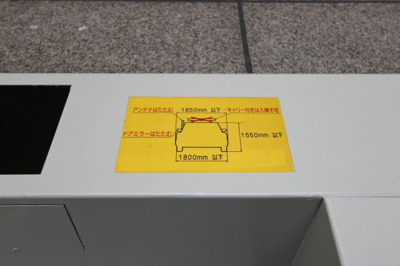 アンテナはたたむ 1850mm 以下 キャリー付きは入庫不可
ドアミラーはたたむ 1550mm 以下
1800mm 以下